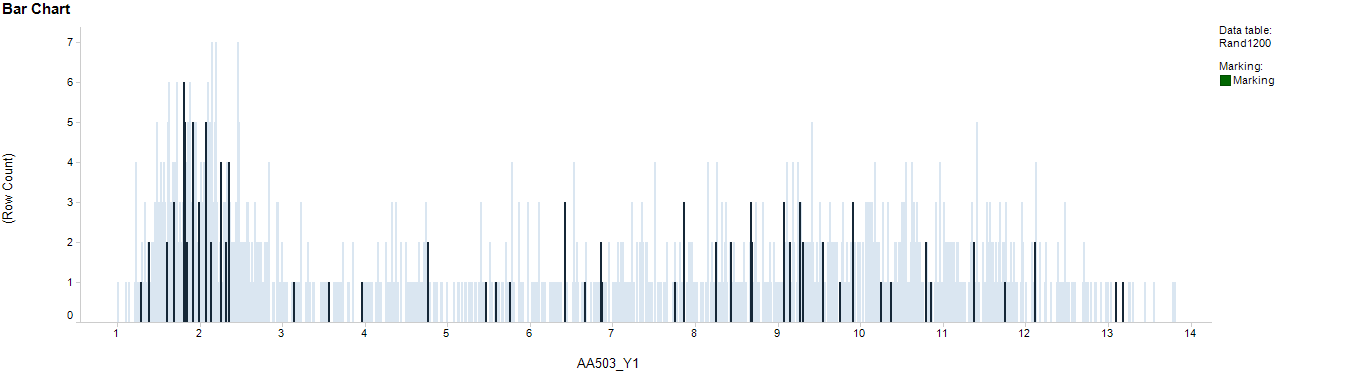 Bar Chart
Data table:
Rand1200
Marking:
Marking
(Row Count)
7
6
5
4
3
2
1
0
1 2 3 4 5 6 7 8 9 10 11 12 13 14
AA503_Y1